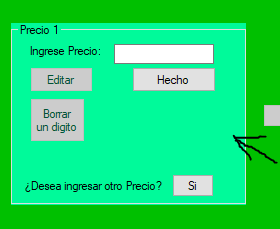 Precio 1
Ingrese Precio:
Editar
Hecho
Borrar
un digito
¿Desea ingresar otro Precio?
Si